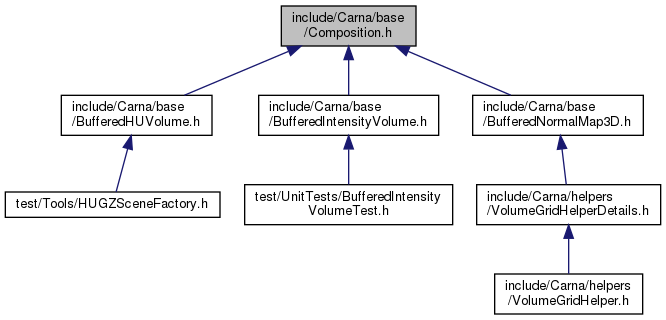 include/Carna/base
/Composition.h
include/Carna/base
/BufferedHUVolume.h
include/Carna/base
/BufferedIntensityVolume.h
include/Carna/base
/BufferedNormalMap3D.h
test/Tools/HUGZSceneFactory.h
test/UnitTests/BufferedIntensity
VolumeTest.h
include/Carna/helpers
/VolumeGridHelperDetails.h
include/Carna/helpers
/VolumeGridHelper.h